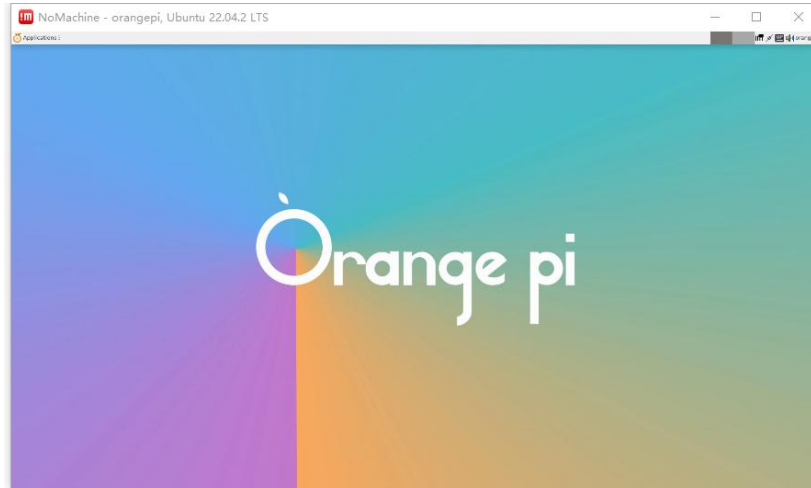 NoMachine - orangepi, Ubuntu 22.04.2 LTS
Applications
Orange pi